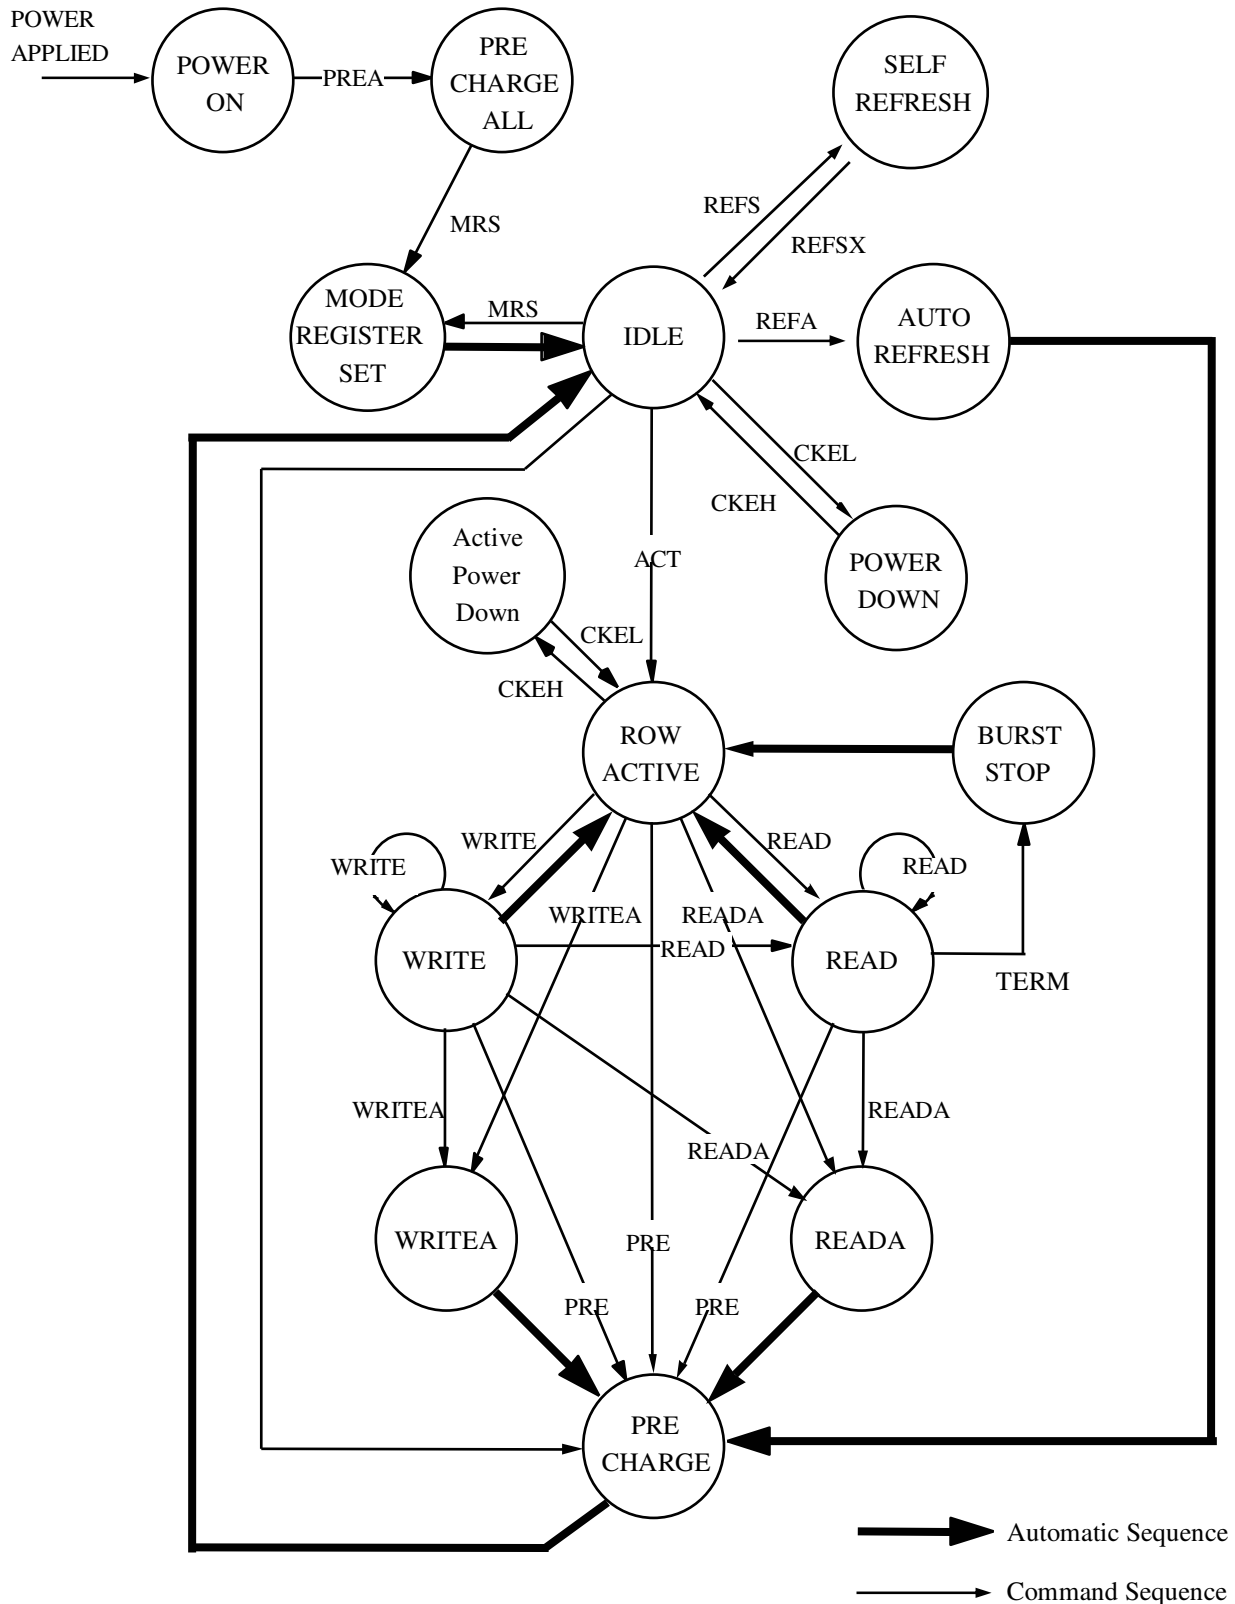 POWER
APPLIED
POWER
ON
PREA
PRE
CHARGE
ALL
SELF
REFRESH
MRS
REFS
REFSX
MODE
REGISTER
SET
MRS
IDLE
REFA
AUTO
REFRESH
CKEL
CKEH
Active
Power
Down
ACT
POWER
DOWN
CKEL
CKEH
ROW
ACTIVE
BURST
STOP
WRITE
WRITE
READ
READ
WRITEA
READA
WRITE
READ
READ
TERM
WRITEA
READA
READA
WRITEA
PRE
READA
PRE
PRE
PRE
CHARGE
Automatic Sequence
Command Sequence